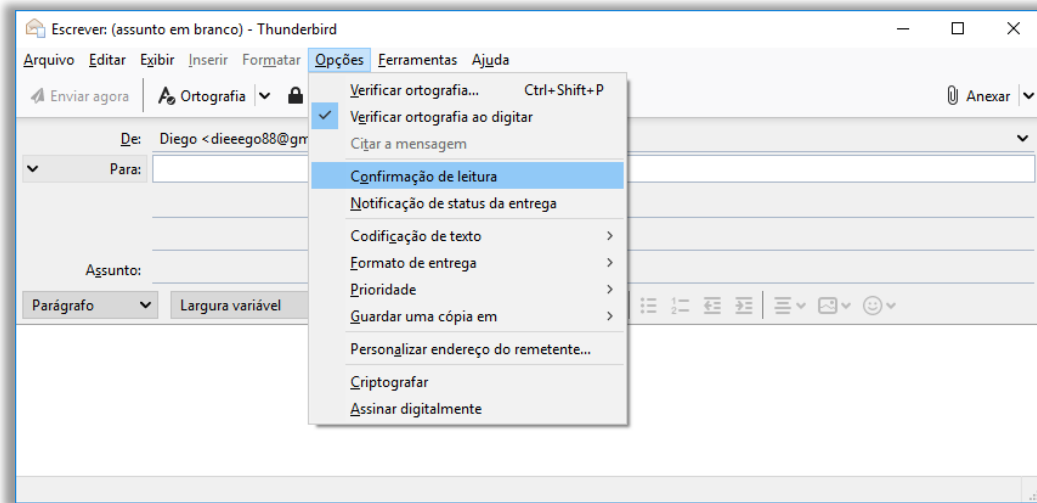 Escrever: (assunto em branco) - Thunderbird
Arquivo Editar Exibir Inserir Formatar Opções Ferramentas Ajuda
Enviar agora Ortografia Anexar
De: Diego <dieeego88@gm
Para:
Assunto:
Parágrafo Largura variável
Verificar ortografia... Ctrl+Shift+P
Verificar ortografia ao digitar
Citar a mensagem
Confirmação de leitura
Notificação de status da entrega
Codificação de texto
Formato de entrega
Prioridade
Guardar uma cópia em
Personalizar endereço do remetente...
Criptografar
Assinar digitalmente